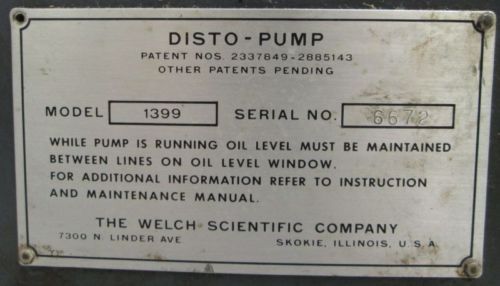 DISTO-PUMP
PATENT NOS. 2337849-2885143
OTHER PATENTS PENDING
MODEL 1399 SERIAL NO. 6672
WHILE PUMP IS RUNNING OIL LEVEL MUST BE MAINTAINED
BETWEEN LINES ON OIL LEVEL WINDOW.
FOR ADDITIONAL INFORMATION REFER TO INSTRUCTION
AND MAINTENANCE MANUAL.
THE WELCH SCIENTIFIC COMPANY
7300 N. LINDER AVE SKOKIE, ILLINOIS, U.S.A.